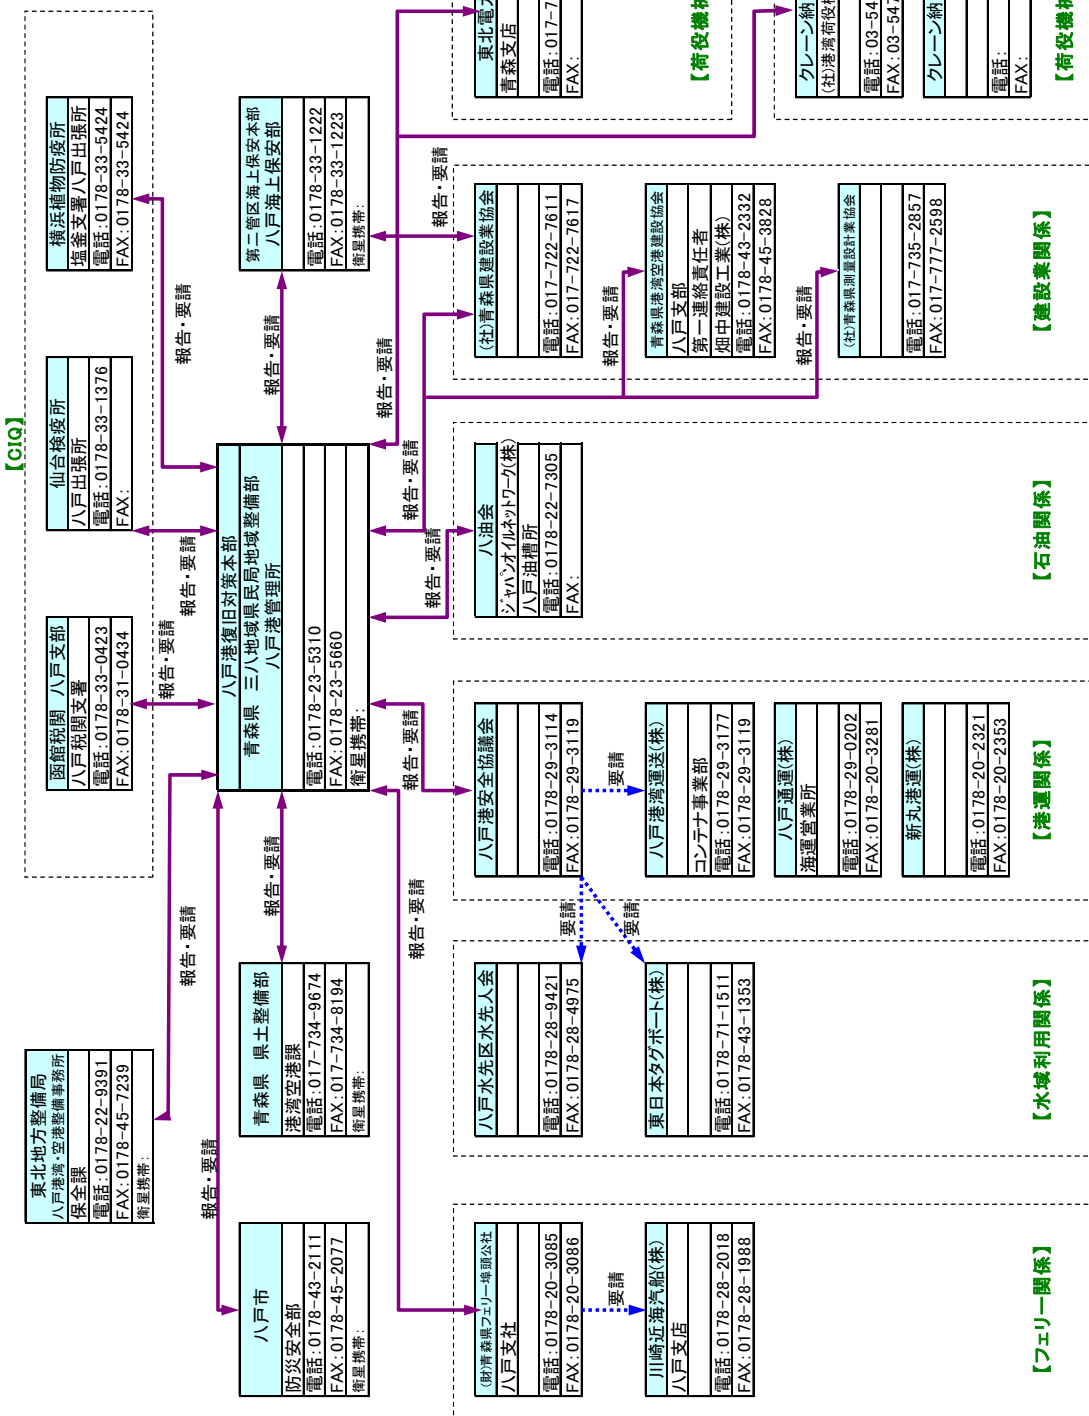 【CIQ】
函館税関 八戸支部
八戸税関支署
電話:0178-33-0423
FAX:0178-31-0434
仙台検疫所
八戸出張所
電話:0178-33-1376
FAX:
横浜植物防疫所
塩釜支署八戸出張所
電話:0178-33-5424
FAX:0178-33-5424
東北地方整備局
八戸港湾・空港整備事務所
保全課
電話:0178-22-9391
FAX:0178-45-7239
衛星携帯:
報告・要請
報告・要請
報告・要請
報告・要請
報告・要請
八戸市
防災安全部
電話:0178-43-2111
FAX:0178-45-2077
衛星携帯:
青森県 県土整備部
港湾空港課
電話:017-734-9674
FAX:017-734-8194
衛星携帯:
報告・要請
八戸港復旧対策本部
青森県 三八地域県民局地域整備部
八戸港管理所
電話:0178-23-5310
FAX:0178-23-5660
衛星携帯:
報告・要請
第二管区海上保安本部
八戸海上保安部
電話:0178-33-1222
FAX:0178-33-1223
衛星携帯:
報告・要請
報告・要請
報告・要請
報告・要請
報告・要請
報告・要請
(財)青森県フェリー埠頭公社
八戸支社
電話:0178-20-3085
FAX:0178-20-3086
要請
川崎近海汽船(株)
八戸支店
電話:0178-28-2018
FAX:0178-28-1988
【フェリー関係】
八戸水先区水先人会
電話:0178-28-9421
FAX:0178-28-4975
要請
要請
東日本タグボート(株)
電話:0178-71-1511
FAX:0178-43-1353
【水域利用関係】
八戸港安全協議会
電話:0178-29-3114
FAX:0178-29-3119
要請
八戸港湾運送(株)
コンテナ事業部
電話:0178-29-3177
FAX:0178-29-3119
八戸通運(株)
海運営業所
電話:0178-29-0202
FAX:0178-20-3281
新丸港運(株)
電話:0178-20-2321
FAX:0178-20-2353
【港運関係】
八油会
ジャパンオイルネットワーク(株)
八戸油槽所
電話:0178-22-7305
FAX:
【石油関係】
(社)青森県建設業協会
電話:017-722-7611
FAX:017-722-7617
報告・要請
青森県港湾空港建設協会
八戸支部
第一連絡責任者
畑中建設工業(株)
電話:0178-43-2392
FAX:0178-45-3828
報告・要請
(社)青森県測量設計業協会
電話:017-735-2857
FAX:017-777-2598
【建設業関係】
東北電
青森支店
電話:017-7
FAX:
【荷役機械
クレーン納
(社)港湾荷役機
電話:03-54
FAX:03-547
クレーン納
電話:
FAX:
【荷役機械